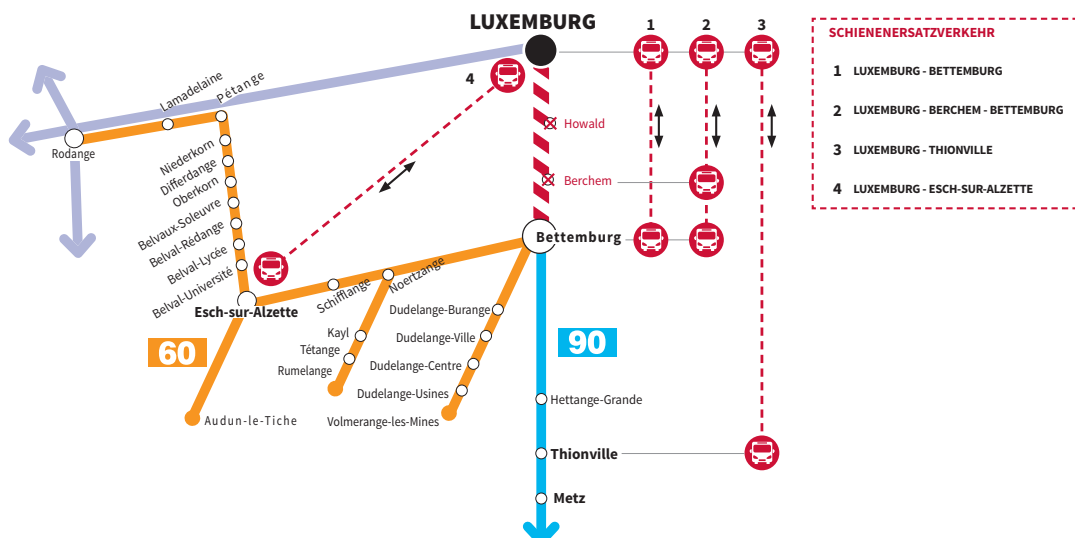 LUXEMBURG
1
2
3
4
Lamadelaine
Pétange
Rodange
Niederkorn
Differdange
Oberkorn
Belvaux-Soleuvre
Belval-Rédange
Belval-Lycée
Belval-Université
Esch-sur-Alzette
Schifflange
Noertzange
Howald
Berchem
Bettemburg
60
Audun-le-Tiche
Kayl
Tétange
Rumelange
Dudelange-Burange
Dudelange-Ville
Dudelange-Centre
Dudelange-Usines
Volmerange-les-Mines
90
Hettange-Grande
Thionville
Metz
SCHIENENERSATZVERKEHR
1 LUXEMBURG - BETTEMBURG
2 LUXEMBURG - BERCHEM - BETTEMBURG
3 LUXEMBURG - THIONVILLE
4 LUXEMBURG - ESCH-SUR-ALZETTE